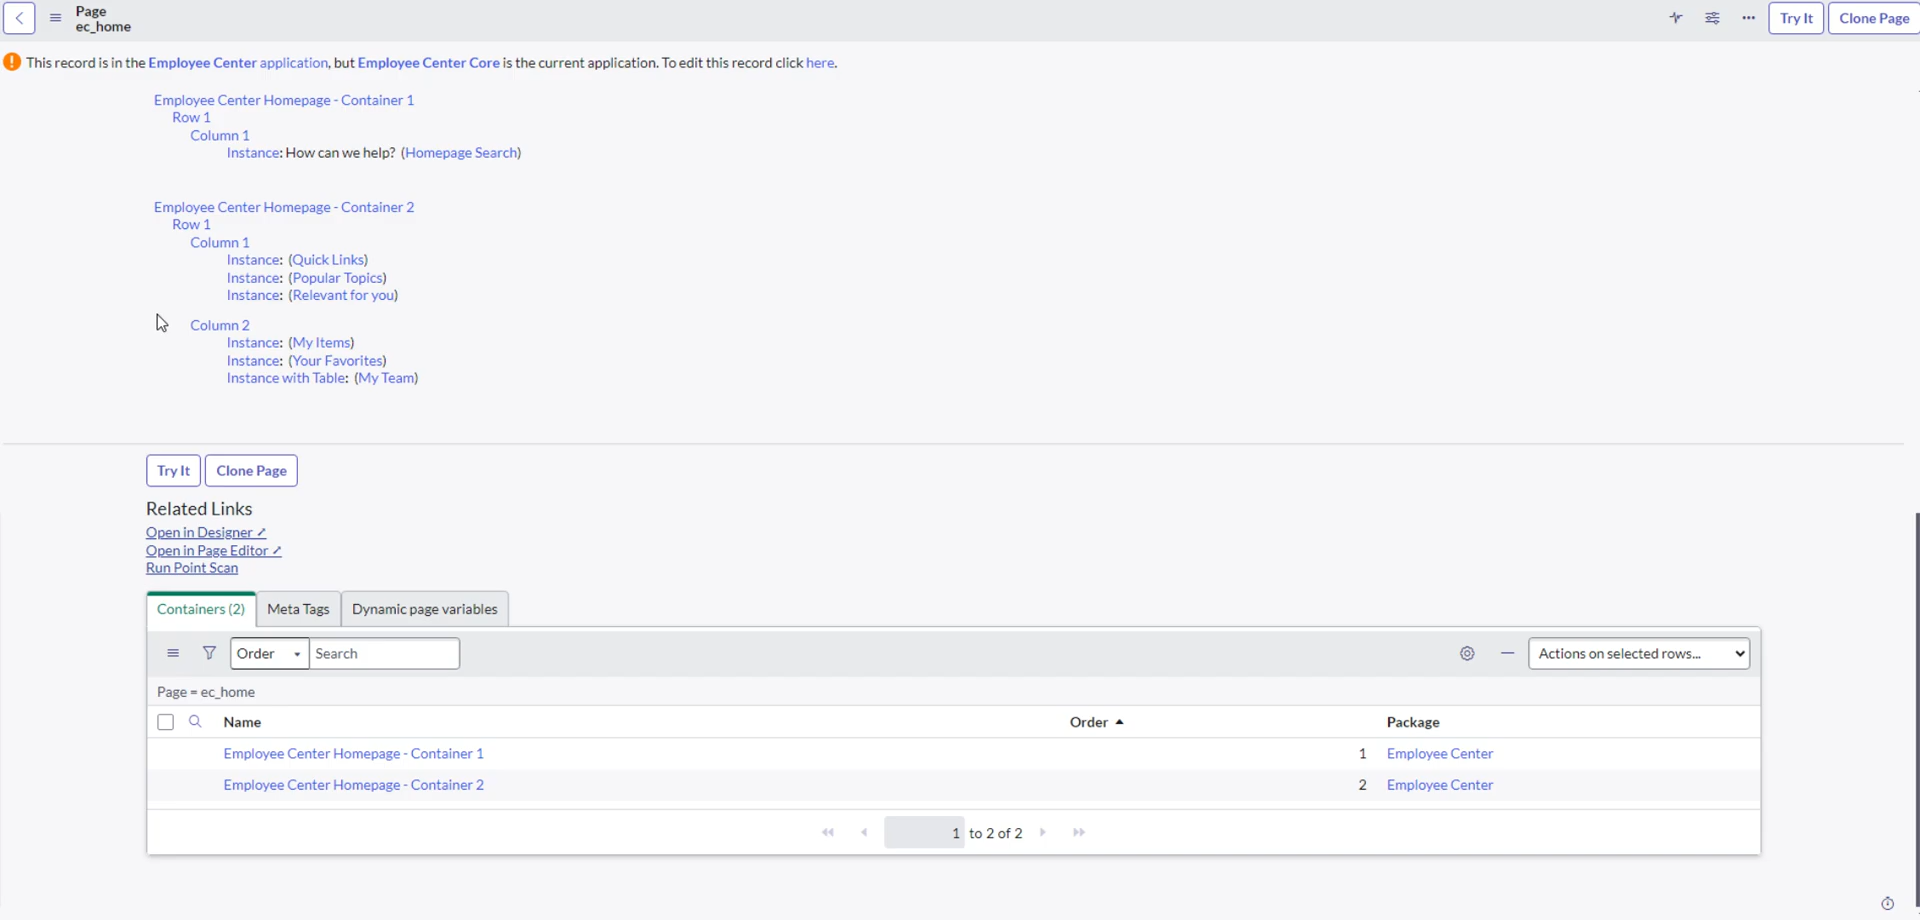 Page
ec_home
Try It
Clone Page
This record is in the Employee Center application, but Employee Center Core is the current application. To edit this record click here.
Employee Center Homepage - Container 1
Row 1
Column 1
Instance: How can we help? (Homepage Search)
Employee Center Homepage - Container 2
Row 1
Column 1
Instance: (Quick Links)
Instance: (Popular Topics)
Instance: (Relevant for you)
Column 2
Instance: (My Items)
Instance: (Your Favorites)
Instance with Table: (My Team)
Try It
Clone Page
Related Links
Open in Designer
Open in Page Editor
Run Point Scan
Containers (2)
Meta Tags
Dynamic page variables
Order
Search
Actions on selected rows...
Page = ec_home
Name
Order
Package
Employee Center Homepage - Container 1
1
Employee Center
Employee Center Homepage - Container 2
2
Employee Center
1 to 2 of 2